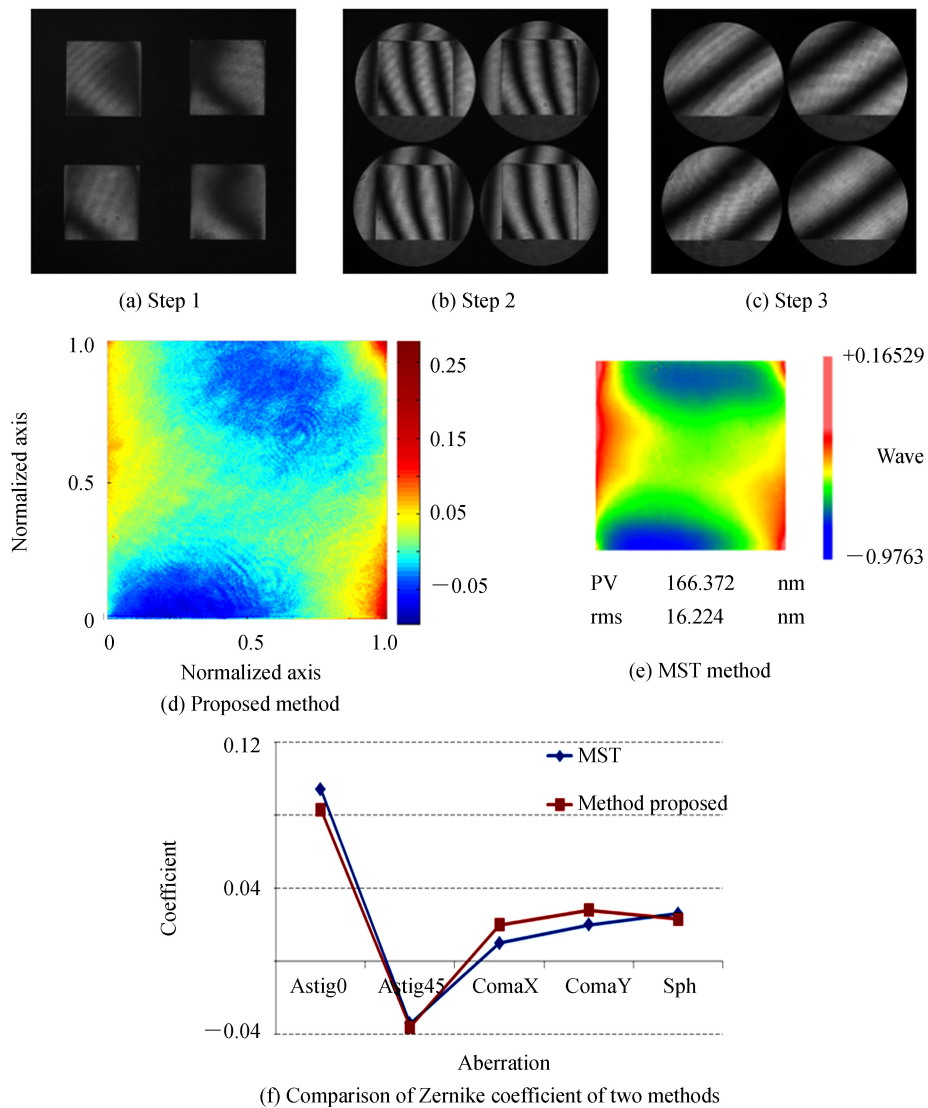 (a) Step 1
(b) Step 2
(c) Step 3
1.0
0.5
0
0
0.5
1.0
Normalized axis
Normalized axis
0.25
0.15
0.05
−0.05
(d) Proposed method
+0.16529
Wave
−0.9763
PV 166.372 nm
rms 16.224 nm
(e) MST method
0.12
0.04
−0.04
Coefficient
MST
Method proposed
Astig0
Astig45
ComaX
ComaY
Sph
Aberration
(f) Comparison of Zernike coefficient of two methods